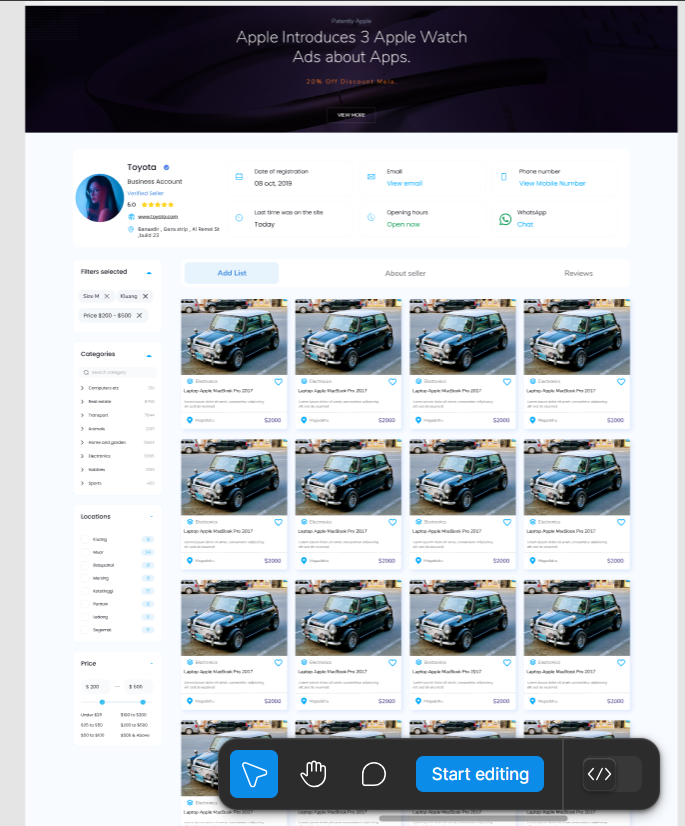 Patently Apple
Apple Introduces 3 Apple Watch
Ads about Apps.
20% Off Discount Mela.
VIEW MORE
Toyota
Business Account
Verified Seller
5.0
www.toyota.com
Banaadir , Gaza strip , Al Remal St
,build 23
Date of registration
08 oct, 2019
Email
View email
Phone number
View Mobile Number
Last time was on the site
Today
Opening hours
Open now
WhatsApp
Chat
Filters selected
Size M
Kluang
Price $200 - $500
Categories
Search category
Computers etc
Real estate
Transport
Animals
Home and garden
Electronics
Hobbies
Sports
Locations
Kluang
Muar
Batupahat
Mersing
Kotatinggi
Pontian
Ledang
Segamat
Price
$ 200
—
$ 500
Under $25
$100 to $200
$25 to $50
$200 to $500
$50 to $100
$505 & Above
Add List
About seller
Reviews
Electronics
Electronics
Electronics
Electronics
Laptop Apple MacBook Pro 2017
Laptop Apple MacBook Pro 2017
Laptop Apple MacBook Pro 2017
Laptop Apple MacBook Pro 2017
Mogadishu
$2000
Mogadishu
$2000
Mogadishu
$2000
Mogadishu
$2000
Electronics
Electronics
Electronics
Electronics
Laptop Apple MacBook Pro 2017
Laptop Apple MacBook Pro 2017
Laptop Apple MacBook Pro 2017
Laptop Apple MacBook Pro 2017
Mogadishu
$2000
Mogadishu
$2000
Mogadishu
$2000
Mogadishu
$2000
Electronics
Electronics
Electronics
Electronics
Laptop Apple MacBook Pro 2017
Laptop Apple MacBook Pro 2017
Laptop Apple MacBook Pro 2017
Laptop Apple MacBook Pro 2017
Mogadishu
$2000
Mogadishu
$2000
Mogadishu
$2000
Mogadishu
$2000
Start editing